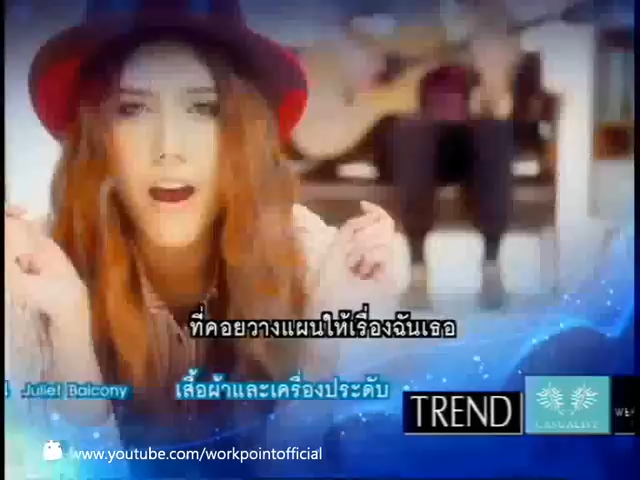 ที่คอยวางแผนให้เรื่องฉันเธอ
Juliet Balcony
เสื้อผ้าและเครื่องประดับ
TREND
CASUALIST
www.youtube.com/workpointofficial